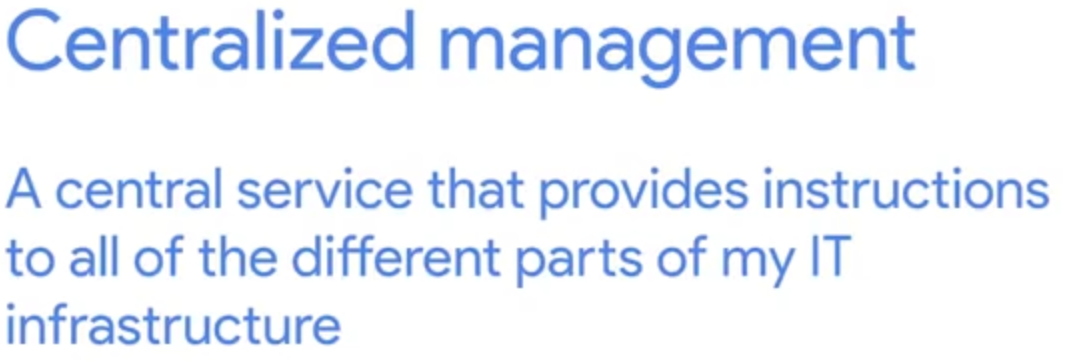 Centralized management
A central service that provides instructions
to all of the different parts of my IT
infrastructure